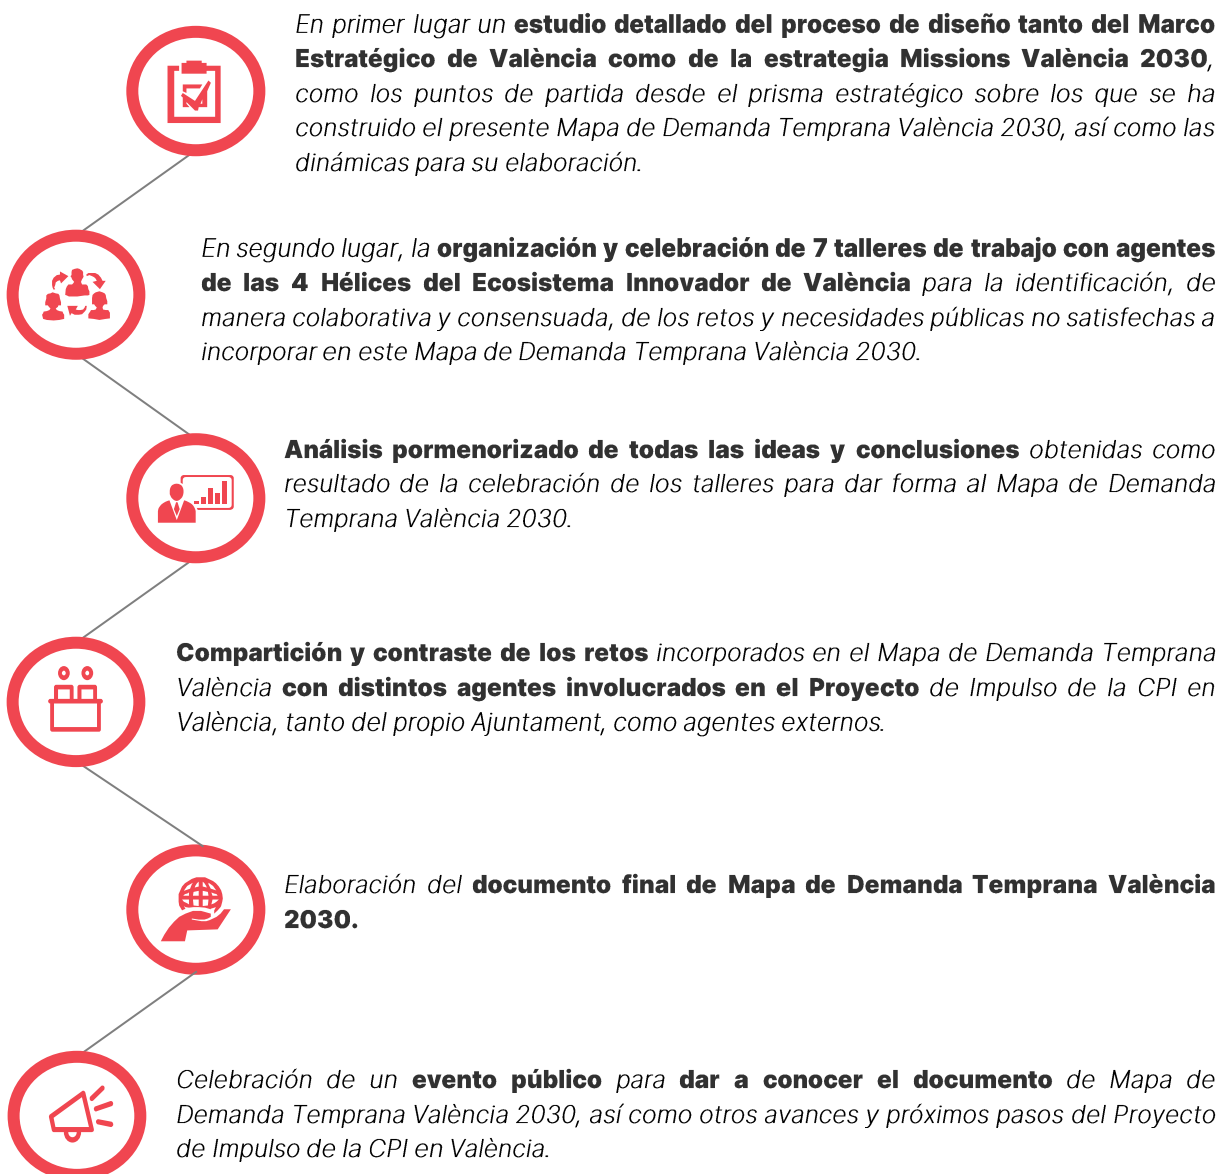 En primer lugar un estudio detallado del proceso de diseño tanto del Marco
Estratégico de València como de la estrategia Missions València 2030,
como los puntos de partida desde el prisma estratégico sobre los que se ha
construido el presente Mapa de Demanda Temprana València 2030, así como las
dinámicas para su elaboración.
En segundo lugar, la organización y celebración de 7 talleres de trabajo con agentes
de las 4 Hélices del Ecosistema Innovador de València para la identificación, de
manera colaborativa y consensuada, de los retos y necesidades públicas no satisfechas a
incorporar en este Mapa de Demanda Temprana València 2030.
Análisis pormenorizado de todas las ideas y conclusiones obtenidas como
resultado de la celebración de los talleres para dar forma al Mapa de Demanda
Temprana València 2030.
Compartición y contraste de los retos incorporados en el Mapa de Demanda Temprana
València con distintos agentes involucrados en el Proyecto de Impulso de la CPI en
València, tanto del propio Ajuntament, como agentes externos.
Elaboración del documento final de Mapa de Demanda Temprana València
2030.
Celebración de un evento público para dar a conocer el documento de Mapa de
Demanda Temprana València 2030, así como otros avances y próximos pasos del Proyecto
de Impulso de la CPI en València.